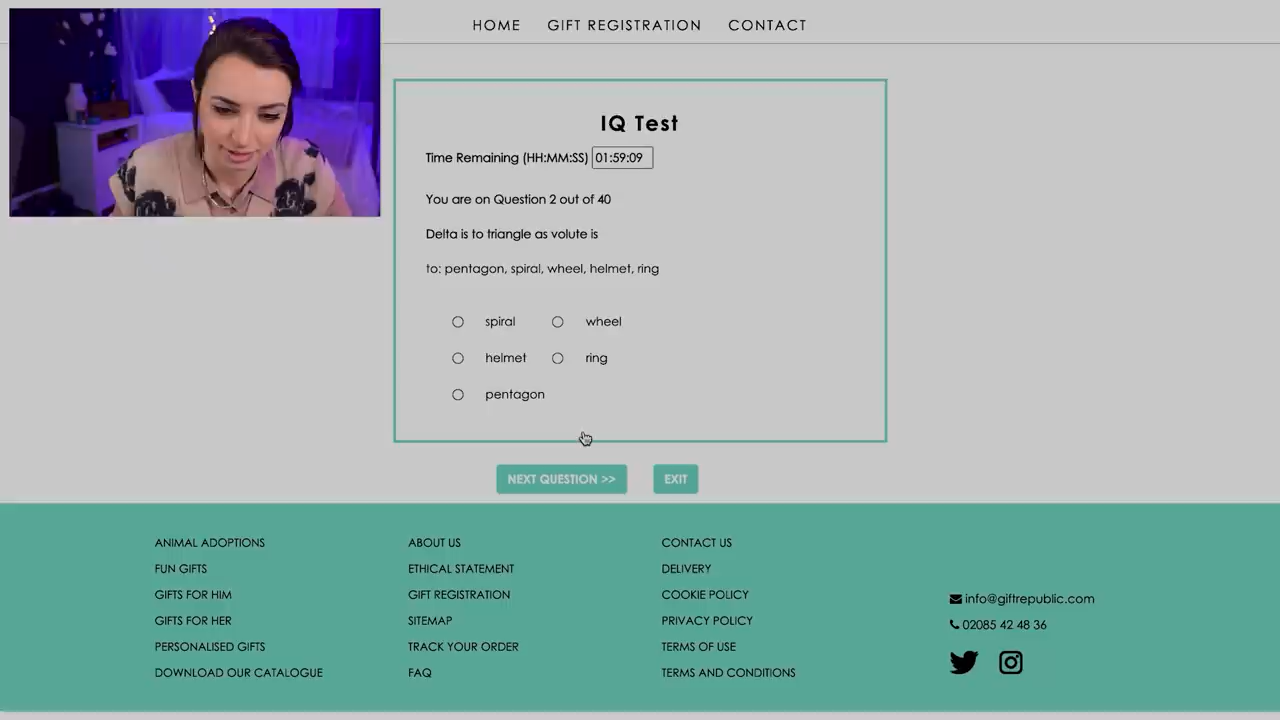 HOME GIFT REGISTRATION CONTACT
IQ Test
Time Remaining (HH:MM:SS) 01:59:09
You are on Question 2 out of 40
Delta is to triangle as volute is
to: pentagon, spiral, wheel, helmet, ring
spiral wheel
helmet ring
pentagon
NEXT QUESTION >> EXIT
ANIMAL ADOPTIONS
FUN GIFTS
GIFTS FOR HIM
GIFTS FOR HER
PERSONALISED GIFTS
DOWNLOAD OUR CATALOGUE
ABOUT US
ETHICAL STATEMENT
GIFT REGISTRATION
SITEMAP
TRACK YOUR ORDER
FAQ
CONTACT US
DELIVERY
COOKIE POLICY
PRIVACY POLICY
TERMS OF USE
TERMS AND CONDITIONS
info@giftrepublic.com
02085 42 48 36